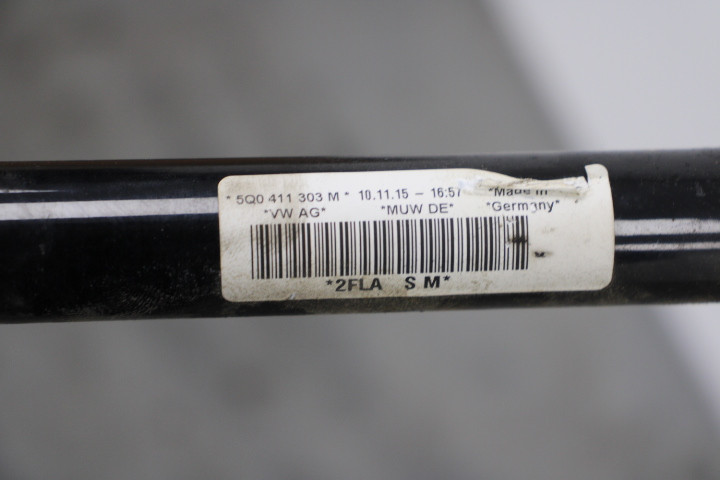 * 5Q0 411 303 M * 10.11.15 - 16:57 *Made in
*VW AG* *MUW DE* *Germany*
*2FLA S M*